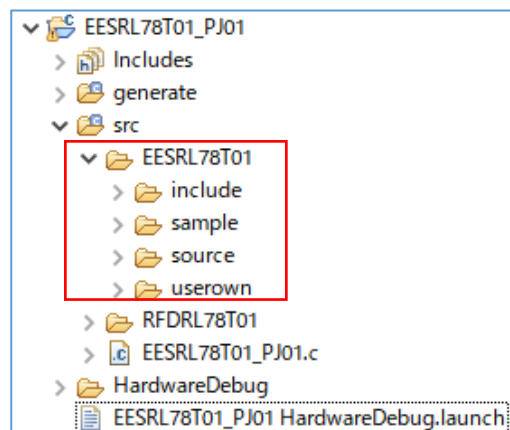 EESRL78T01_PJ01
Includes
generate
src
EESRL78T01
include
sample
source
userown
RFDRL78T01
EESRL78T01_PJ01.c
HardwareDebug
EESRL78T01_PJ01 HardwareDebug.launch